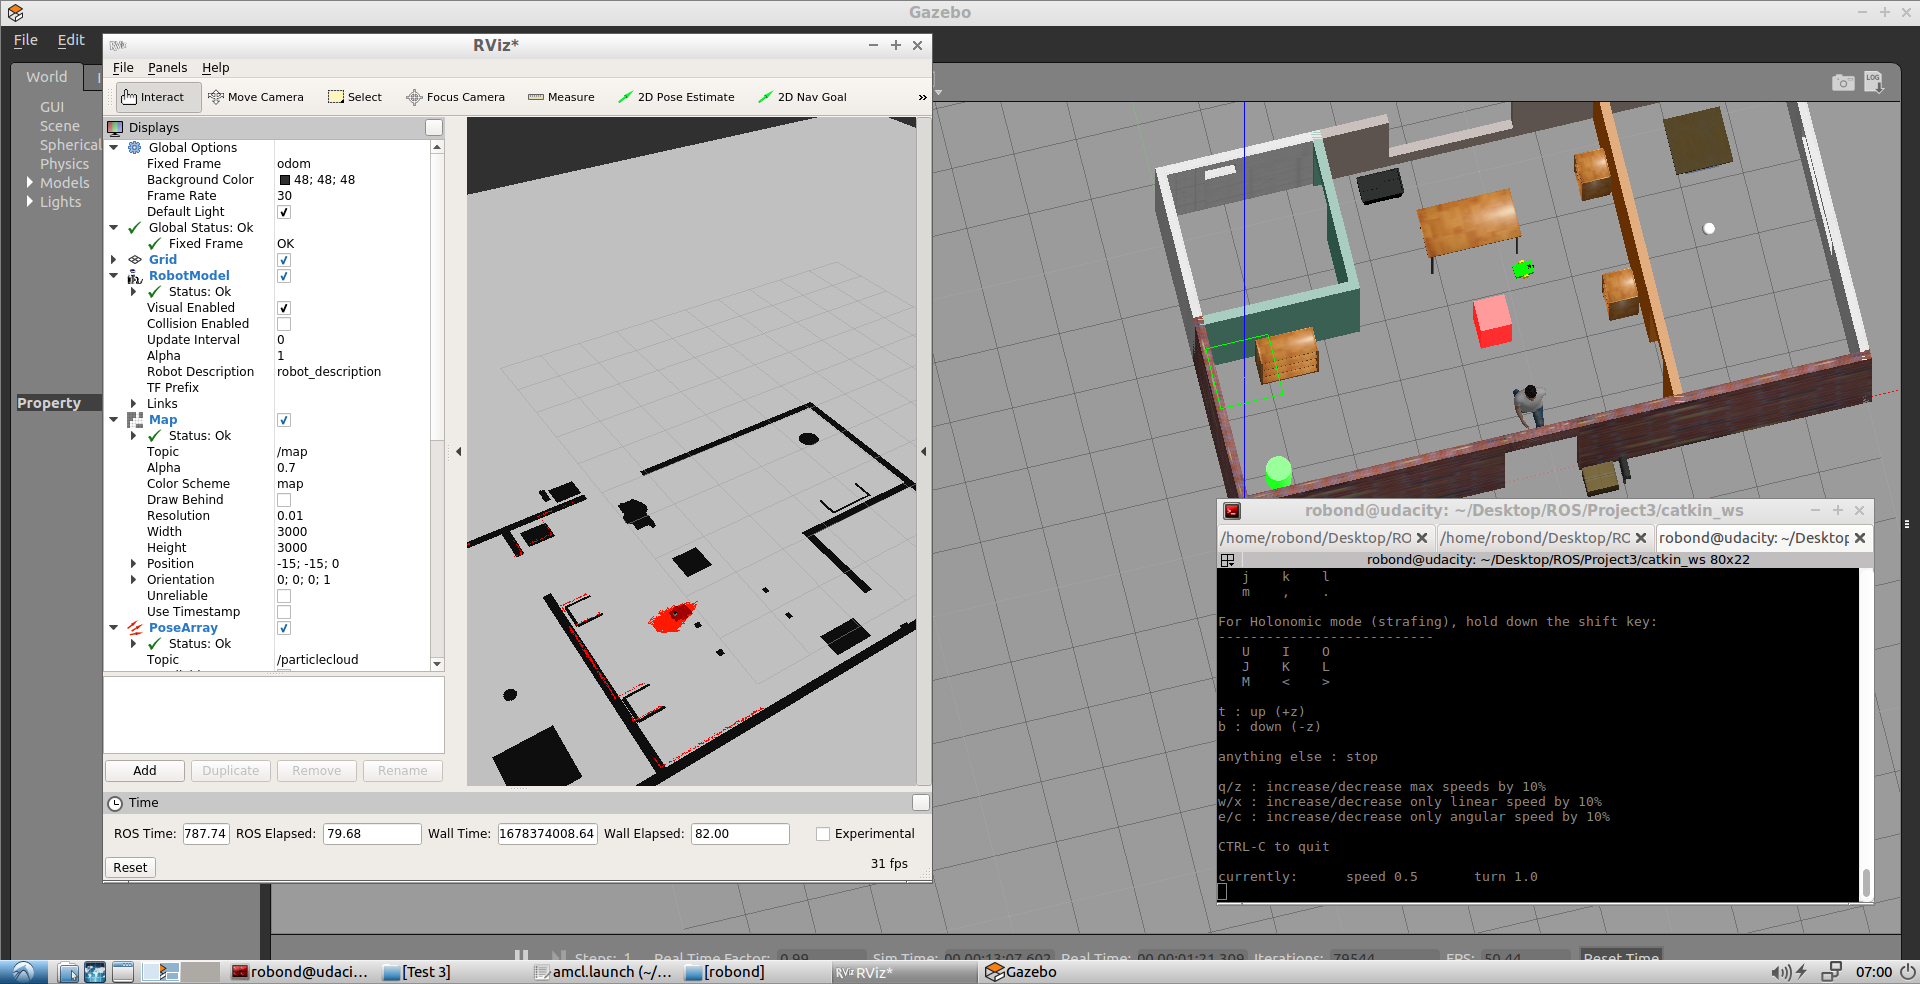 Gazebo
File Edit
World I
GUI
Scene
Spherical
Physics
Models
Lights
Property
RViz*
File Panels Help
Interact Move Camera Select Focus Camera Measure 2D Pose Estimate 2D Nav Goal »
Displays
Global Options
Fixed Frame odom
Background Color 48; 48; 48
Frame Rate 30
Default Light
Global Status: Ok
Fixed Frame OK
Grid
RobotModel
Status: Ok
Visual Enabled
Collision Enabled
Update Interval 0
Alpha 1
Robot Description robot_description
TF Prefix
Links
Map
Status: Ok
Topic /map
Alpha 0.7
Color Scheme map
Draw Behind
Resolution 0.01
Width 3000
Height 3000
Position -15; -15; 0
Orientation 0; 0; 0; 1
Unreliable
Use Timestamp
PoseArray
Status: Ok
Topic /particlecloud
Add Duplicate Remove Rename
Time
ROS Time: 787.74 ROS Elapsed: 79.68 Wall Time: 1678374008.64 Wall Elapsed: 82.00 Experimental
Reset 31 fps
LOG
robond@udacity: ~/Desktop/ROS/Project3/catkin_ws
/home/robond/Desktop/RO /home/robond/Desktop/RO robond@udacity: ~/Desktop
robond@udacity: ~/Desktop/ROS/Project3/catkin_ws 80x22
j k l
m , .
For Holonomic mode (strafing), hold down the shift key:
---------------------------
U I O
J K L
M < >
t : up (+z)
b : down (-z)
anything else : stop
q/z : increase/decrease max speeds by 10%
w/x : increase/decrease only linear speed by 10%
e/c : increase/decrease only angular speed by 10%
CTRL-C to quit
currently: speed 0.5 turn 1.0
Steps: 1 Real Time Factor: 0.99 Sim Time: 00 00:13:07.602 Real Time: 00 00:01:21.309 Iterations: 79544 FPS: 50.44 Reset Time
robond@udaci... [Test 3] amcl.launch (~/... [robond] RViz RViz* Gazebo 07:00